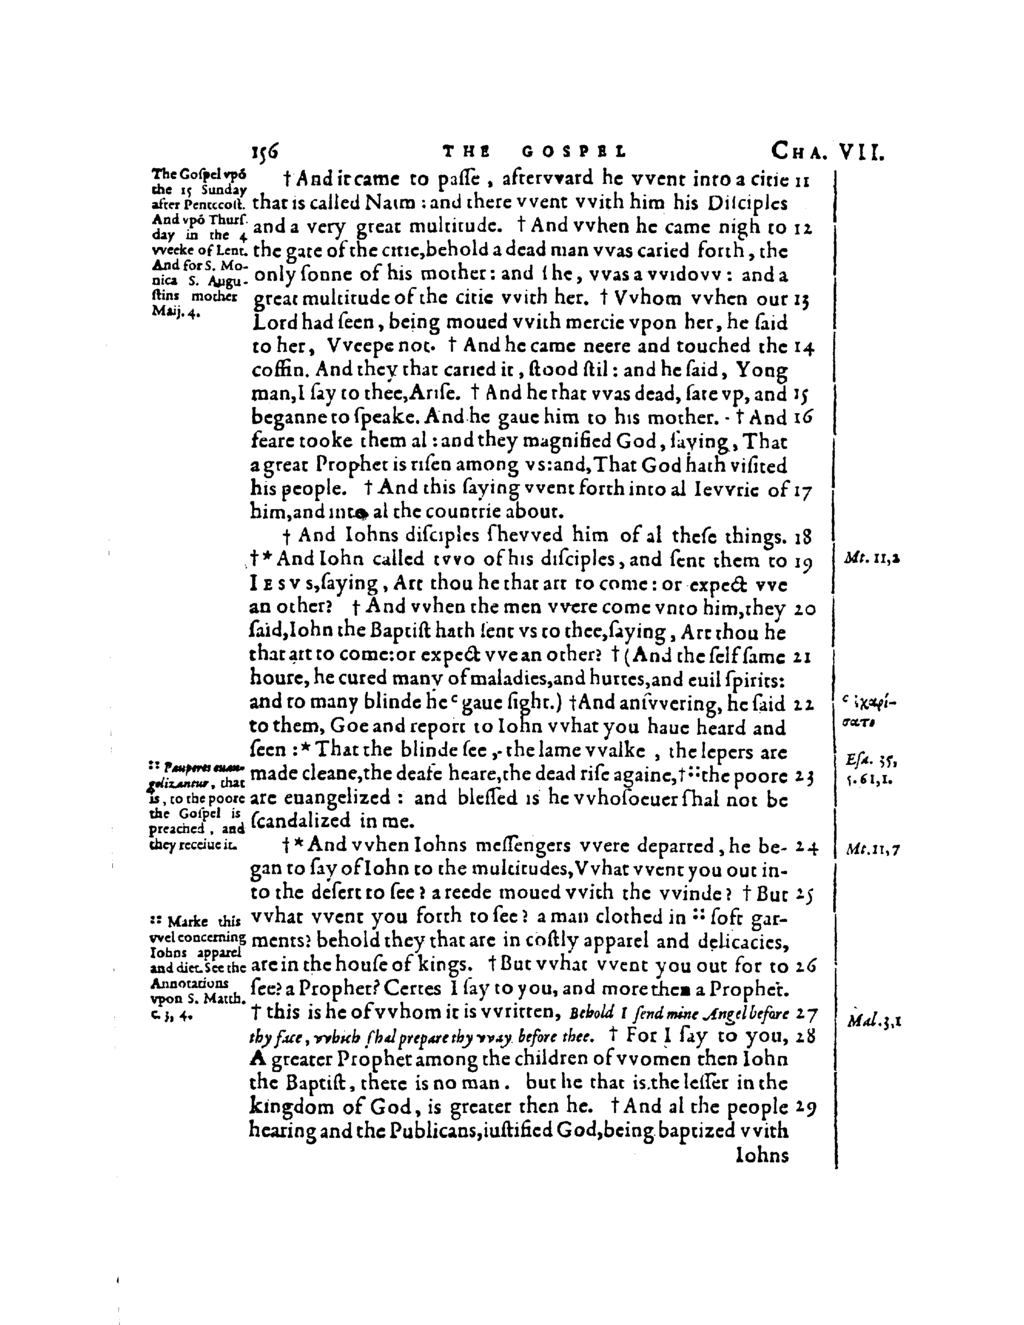 156 THE GOSPEL CHA. VII.
The Goſpel vpõ
the 15 Sunday
after Pentecoſt.
And vpõ Thurſ-
day in the 4
vveeke of Lent.
And for S. Mo-
nica S. Augu-
ſtins mother
Maij. 4.
† And it came to paſſe, aftervvard he vvent into a citie 11
that is called Naim: and there vvent vvith him his Diſciples
and a very great multitude. † And vvhen he came nigh to 12
the gate of the citie, behold a dead man vvas caried forth, the
only ſonne of his mother: and ſhe, vvas a vvidovv: and a
great multitude of the citie vvith her. † Vvhom vvhen our 13
Lord had ſeen, being moued vvith mercie vpon her, he ſaid
to her, Vveepe not. † And he came neere and touched the 14
coffin. And they that caried it, ſtood ſtil: and he ſaid, Yong
man, I ſay to thee, Ariſe. † And he that vvas dead, ſate vp, and 15
beganne to ſpeake. And he gaue him to his mother. - † And 16
feare tooke them al: and they magnified God, ſaying, That
a great Prophet is riſen among vs: and, That God hath viſited
his people. † And this ſaying vvent forth into al Ievvrie of 17
him, and into al the countrie about.
† And Iohns diſciples ſhevved him of al theſe things. 18
†* And Iohn called tvvo of his diſciples, and ſent them to 19
IESVS, ſaying, Art thou he that art to come: or expect vve
an other? † And vvhen the men vvere come vnto him, they 20
ſaid, Iohn the Baptiſt hath ſent vs to thee, ſaying, Art thou he
that art to come: or expect vve an other? † (And the ſelf ſame 21
houre, he cured many of maladies, and hurtes, and euil ſpirits:
and to many blinde he ᶜ gaue ſight.) † And anſvvering, he ſaid 22
to them, Goe and report to Iohn vvhat you haue heard and
ſeen: * That the blinde ſee, - the lame vvalke, the lepers are
made cleane, the deafe heare, the dead riſe againe, † :: the poore 23
are euangelized: and bleſſed is he vvhoſoeuer ſhal not be
ſcandalized in me.
†* And vvhen Iohns meſſengers vvere departed, he be- 24
gan to ſay of Iohn to the multitudes, Vvhat vvent you out in-
to the deſert to ſee? a reede moued vvith the vvinde? † But 25
vvhat vvent you forth to ſee? a man clothed in :: ſoft gar-
ments? behold they that are in coſtly apparel and delicacies,
are in the houſe of kings. † But vvhat vvent you out for to 26
ſee? a Prophet? Certes I ſay to you, and more then a Prophet.
† this is he of vvhom it is vvritten, Behold I ſend mine Angel before 27
thy face, vvhich ſhal prepare thy vvay before thee. † For I ſay to you, 28
A greater Prophet among the children of vvomen then Iohn
the Baptiſt, there is no man. but he that is the leſſer in the
kingdom of God, is greater then he. † And al the people 29
hearing and the Publicans, iuſtified God, being baptized vvith
Iohns
:: Pauperes euan-
gelizantur, that
is, to the poore
the Goſpel is
preached, and
they receiue it.
:: Marke this
vvel concerning
Iohns apparel
and diet. See the
Annotations
vpon S. Matth.
c. 3, 4.
Mt. 11,2
ᶜ ἐχαρί-
σατο
Eſa. 35,
5. 61,1.
Mt. 11,7
Mal. 3,1